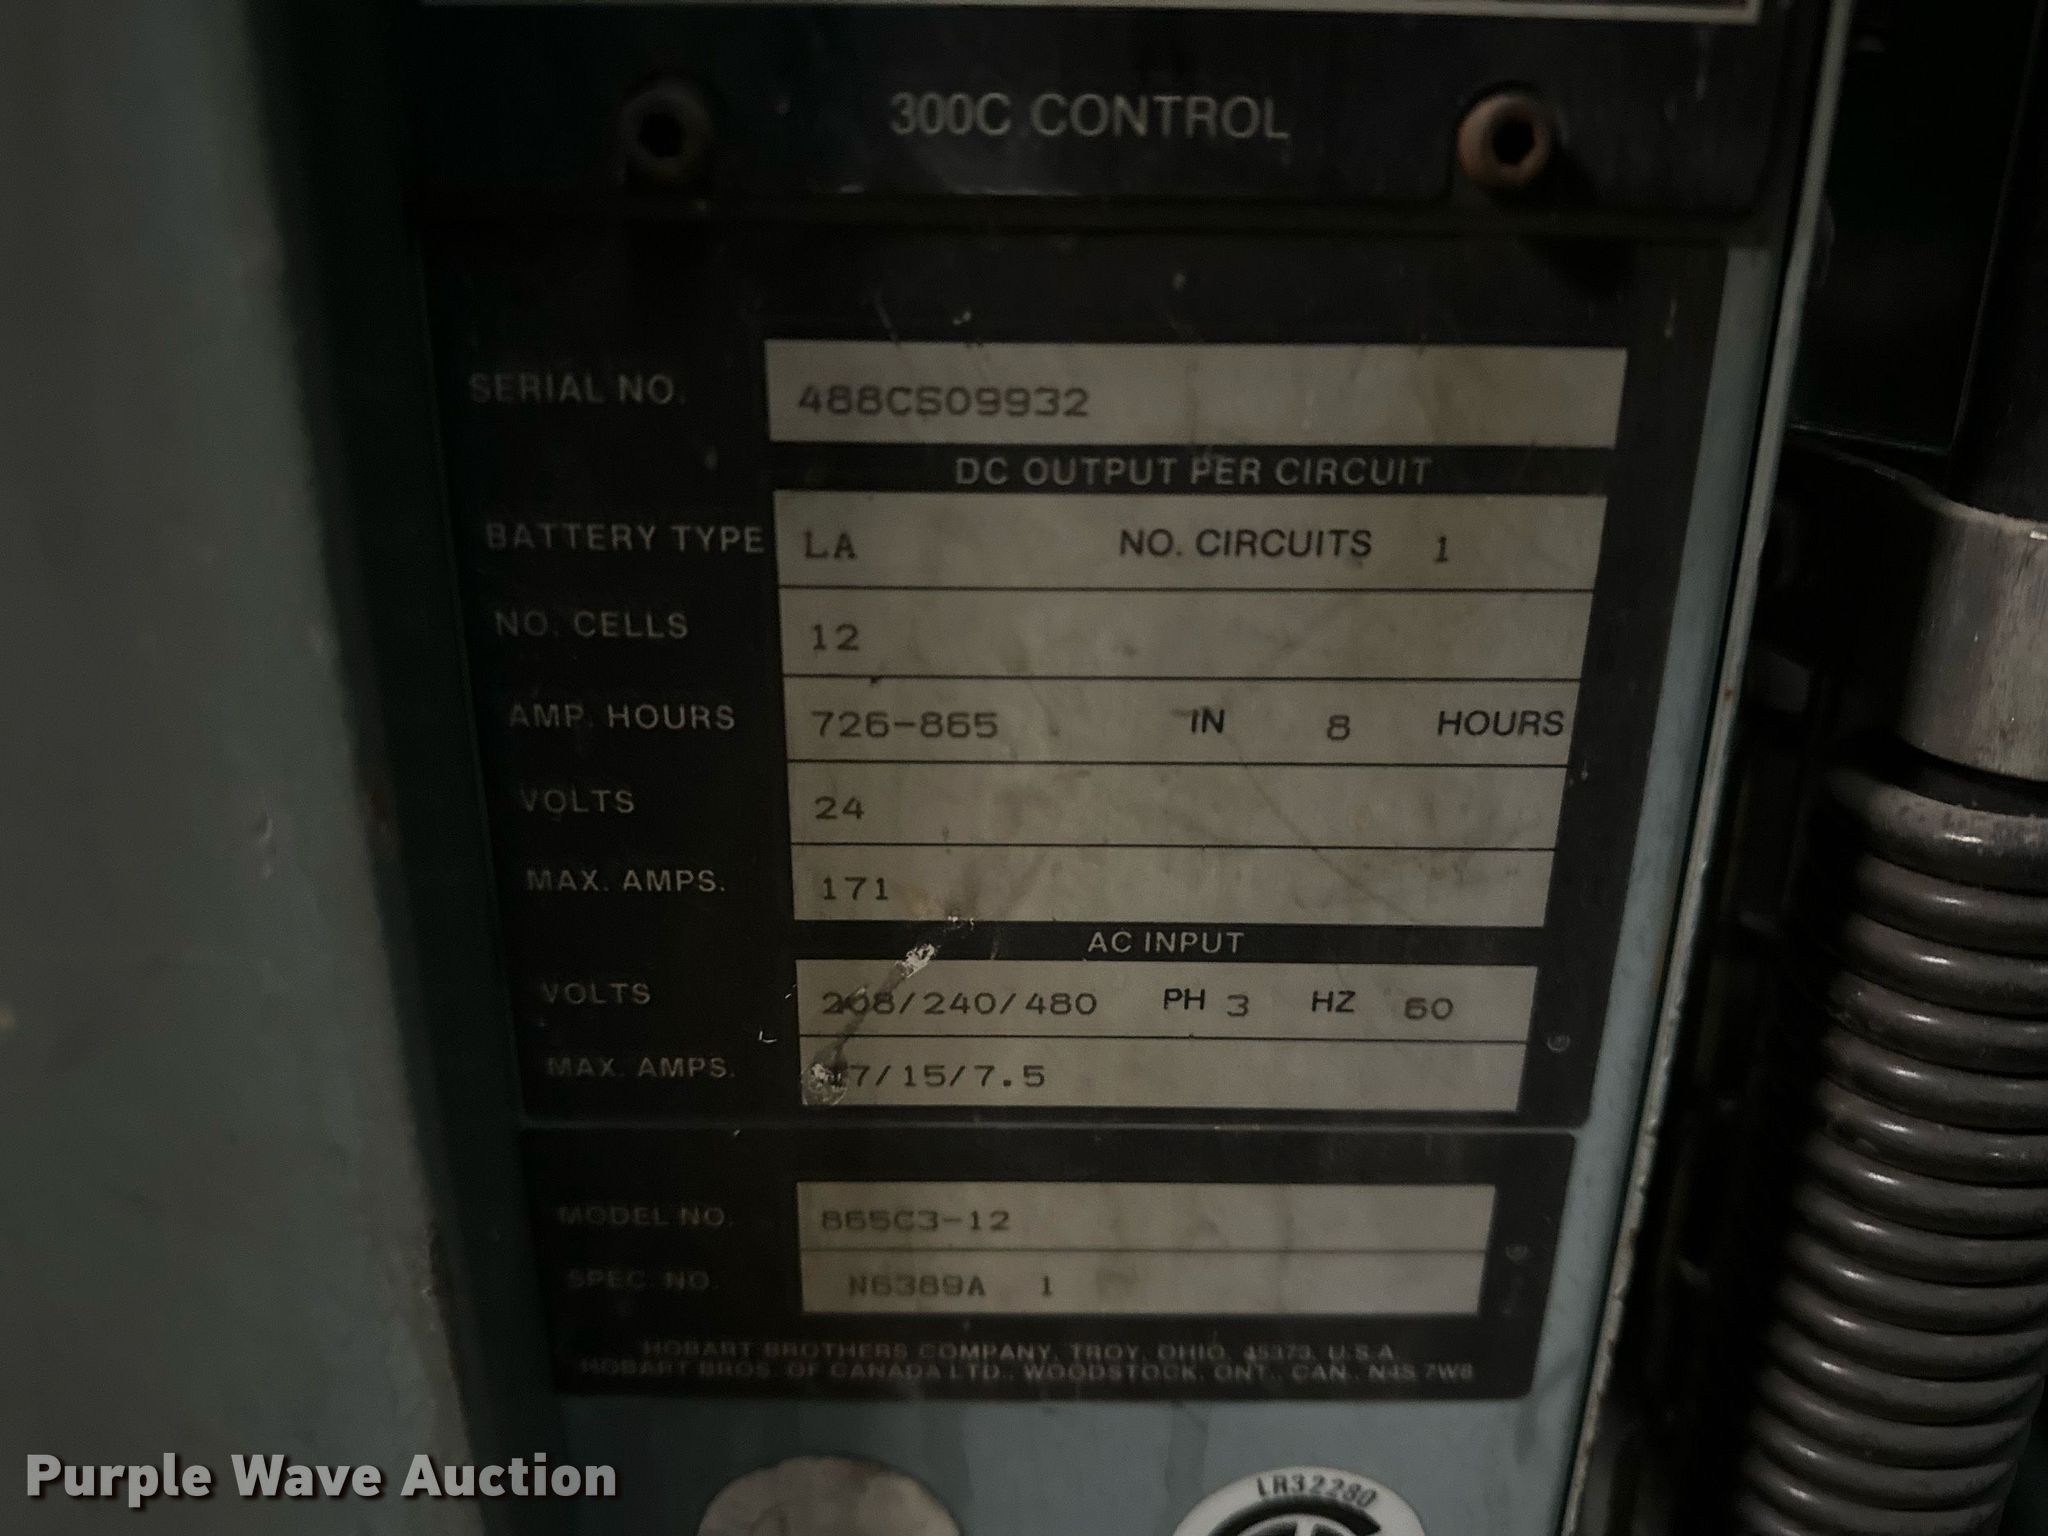 300C CONTROL
SERIAL NO. 488CS09932
DC OUTPUT PER CIRCUIT
BATTERY TYPE LA NO. CIRCUITS 1
NO. CELLS 12
AMP. HOURS 726-865 IN 8 HOURS
VOLTS 24
MAX. AMPS. 171
AC INPUT
VOLTS 208/240/480 PH 3 HZ 60
MAX. AMPS. 17/15/7.5
MODEL NO. 865C3-12
SPEC. NO. N6389A 1
HOBART BROTHERS COMPANY, TROY, OHIO, 45373, U.S.A.
HOBART BROS. OF CANADA LTD., WOODSTOCK, ONT., CAN., N4S 7W8
LR32280
Purple Wave Auction